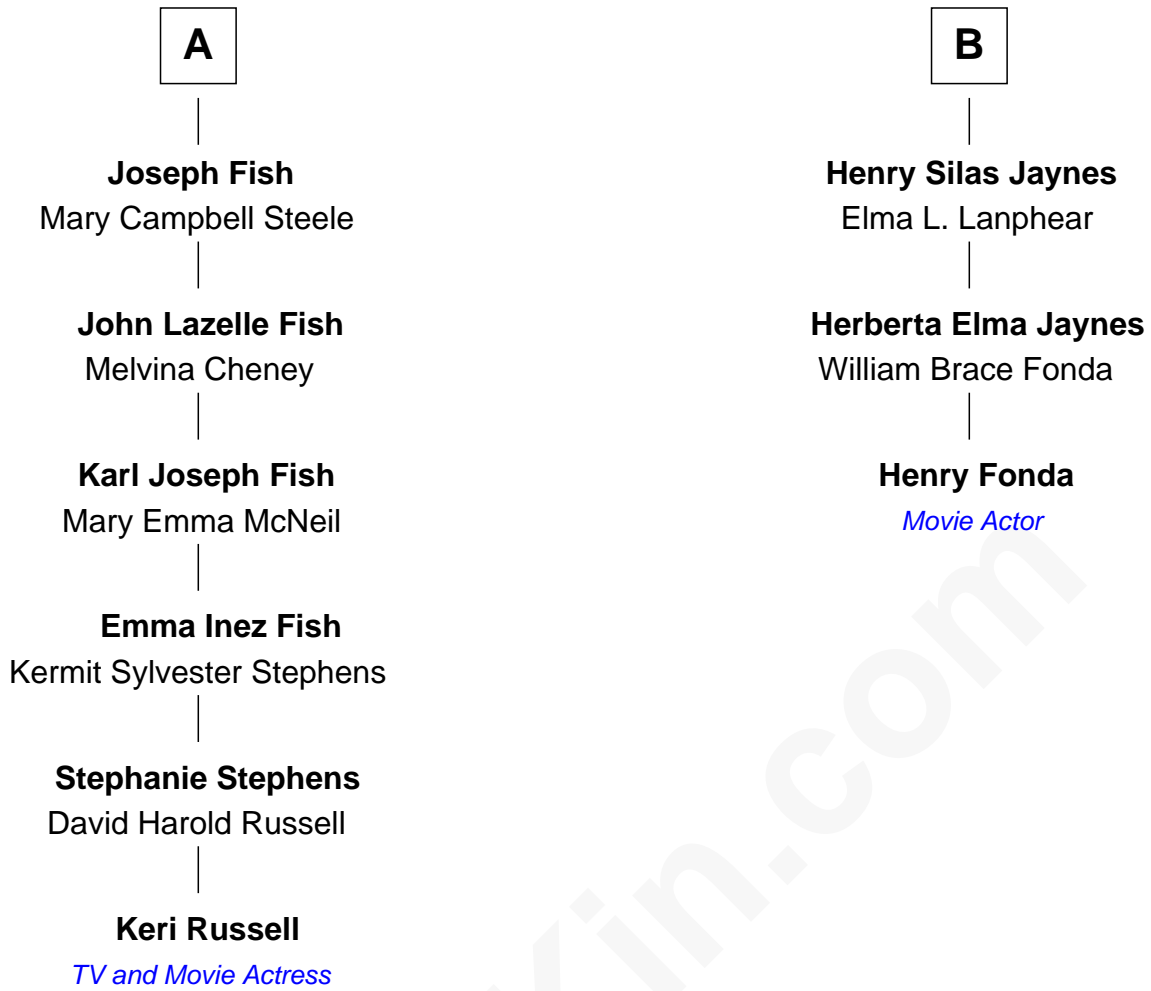 A
Joseph Fish
Mary Campbell Steele
John Lazelle Fish
Melvina Cheney
Karl Joseph Fish
Mary Emma McNeil
Emma Inez Fish
Kermit Sylvester Stephens
Stephanie Stephens
David Harold Russell
Keri Russell
TV and Movie Actress
B
Henry Silas Jaynes
Elma L. Lanphear
Herberta Elma Jaynes
William Brace Fonda
Henry Fonda
Movie Actor
Kin.com